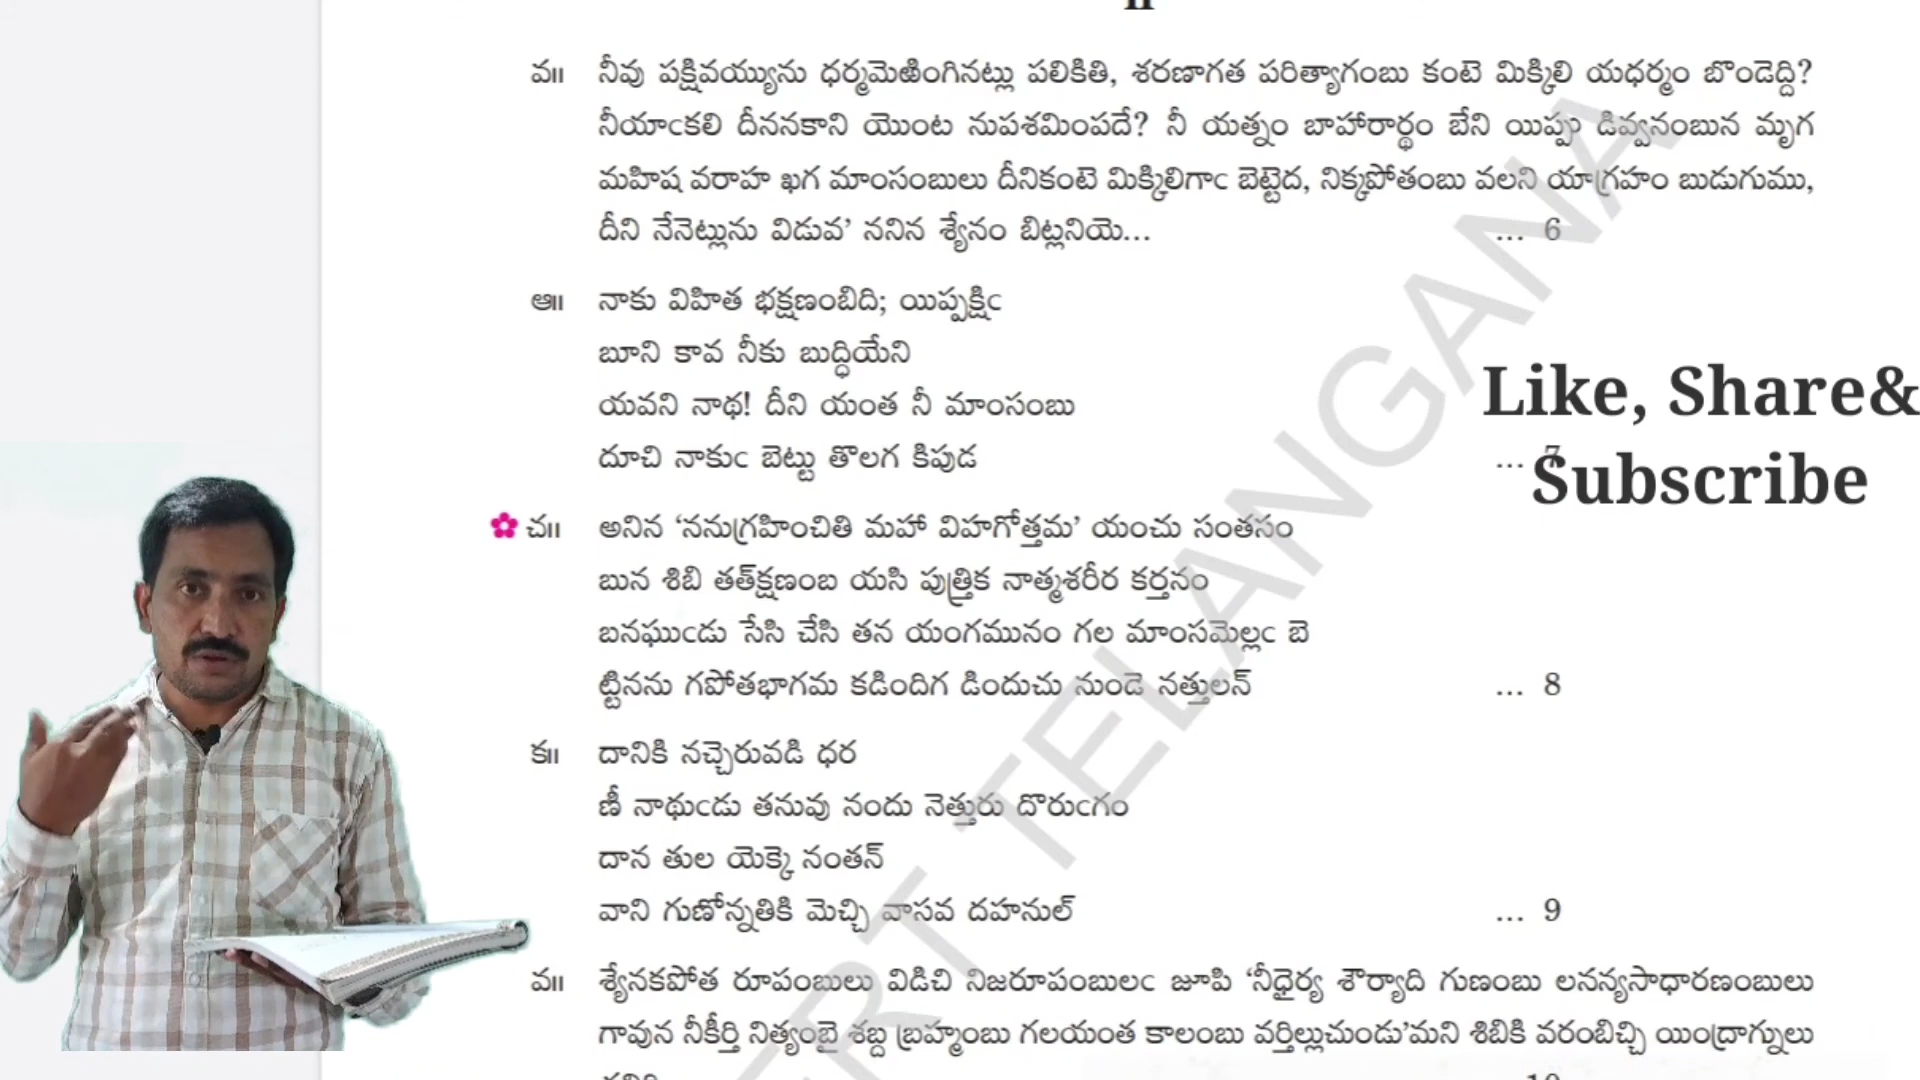 వ॥ నీవు పక్షివయ్యును ధర్మమెఱింగినట్లు పలికితి, శరణాగత పరిత్యాగంబు కంటె మిక్కిలి యధర్మం బొండెద్ది?
నీయాఁకలి దీననకాని యొంట నుపశమింపదే? నీ యత్నం బాహారార్థం బేని యిప్పు డివ్వనంబున మృగ
మహిష వరాహ ఖగ మాంసంబులు దీనికంటె మిక్కిలిగాఁ బెట్టెద, నిక్కపోతంబు వలని యాగ్రహం బుడుగుము,
దీని నేనెట్లును విడువ’ ననిన శ్యేనం బిట్లనియె... ... 6
ఆ॥ నాకు విహిత భక్షణంబిది; యిప్పక్షిఁ
బూని కావ నీకు బుద్ధియేని
యవని నాథ! దీని యంత నీ మాంసంబు
దూచి నాకుఁ బెట్టు తొలగ కిపుడ ...
Like, Share&
Subscribe
చ॥ అనిన ‘ననుగ్రహించితి మహా విహగోత్తమ’ యంచు సంతసం
బున శిబి తత్‌క్షణంబ యసి పుత్రిక నాత్మశరీర కర్తనం
బనఘుఁడు సేసి చేసి తన యంగమునం గల మాంసమెల్లఁ బె
ట్టినను గపోతభాగమ కడిందిగ డిందుచు నుండె నత్తులన్ ... 8
క॥ దానికి నచ్చెరువడి ధర
ణీ నాథుఁడు తనువు నందు నెత్తురు దొరుఁగం
దాన తుల యెక్కె నంతన్
వాని గుణోన్నతికి మెచ్చి వాసవ దహనుల్ ... 9
వ॥ శ్యేనకపోత రూపంబులు విడిచి నిజరూపంబులఁ జూపి ‘నీధైర్య శౌర్యాది గుణంబు లనన్యసాధారణంబులు
గావున నీకీర్తి నిత్యంబై శబ్ద బ్రహ్మంబు గలయంత కాలంబు వర్తిల్లుచుండు’మని శిబికి వరంబిచ్చి యింద్రాగ్నులు
TELANGANA